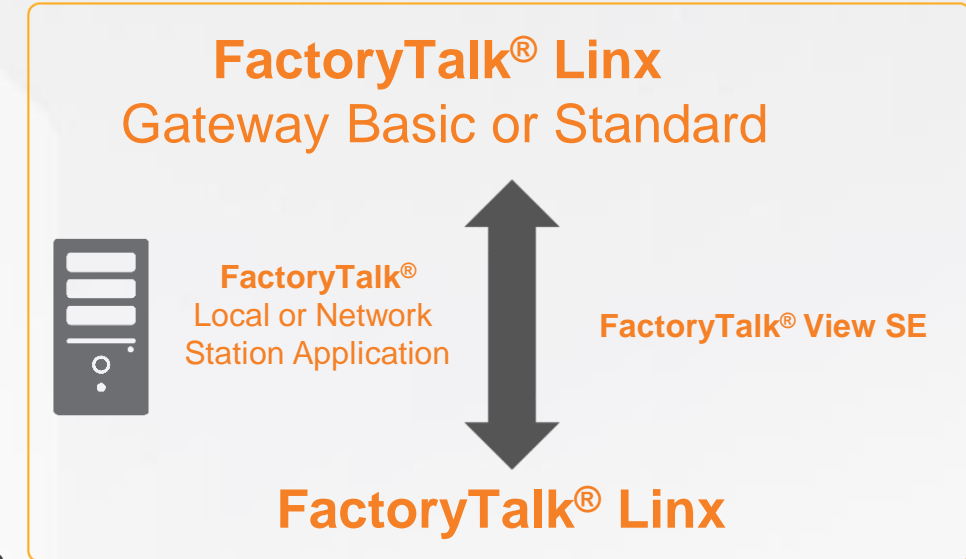 FactoryTalk® Linx
Gateway Basic or Standard
FactoryTalk®
Local or Network
Station Application
FactoryTalk® View SE
FactoryTalk® Linx